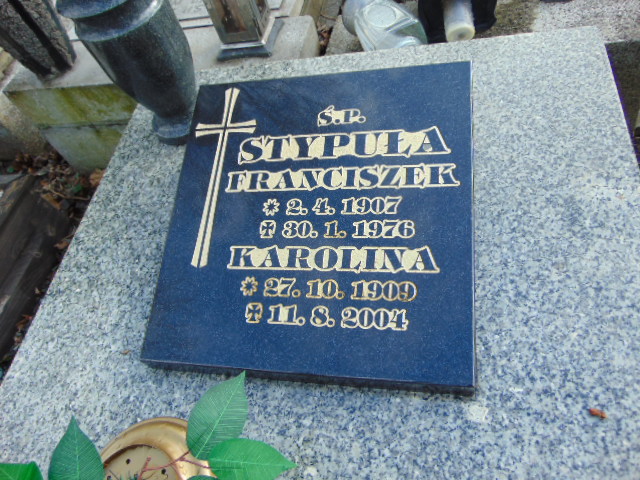 Ś.P.
STYPUŁA
FRANCISZEK
* 2. 4. 1907
✠ 30. 1. 1976
KAROLINA
* 27. 10. 1909
✠ 11. 8. 2004